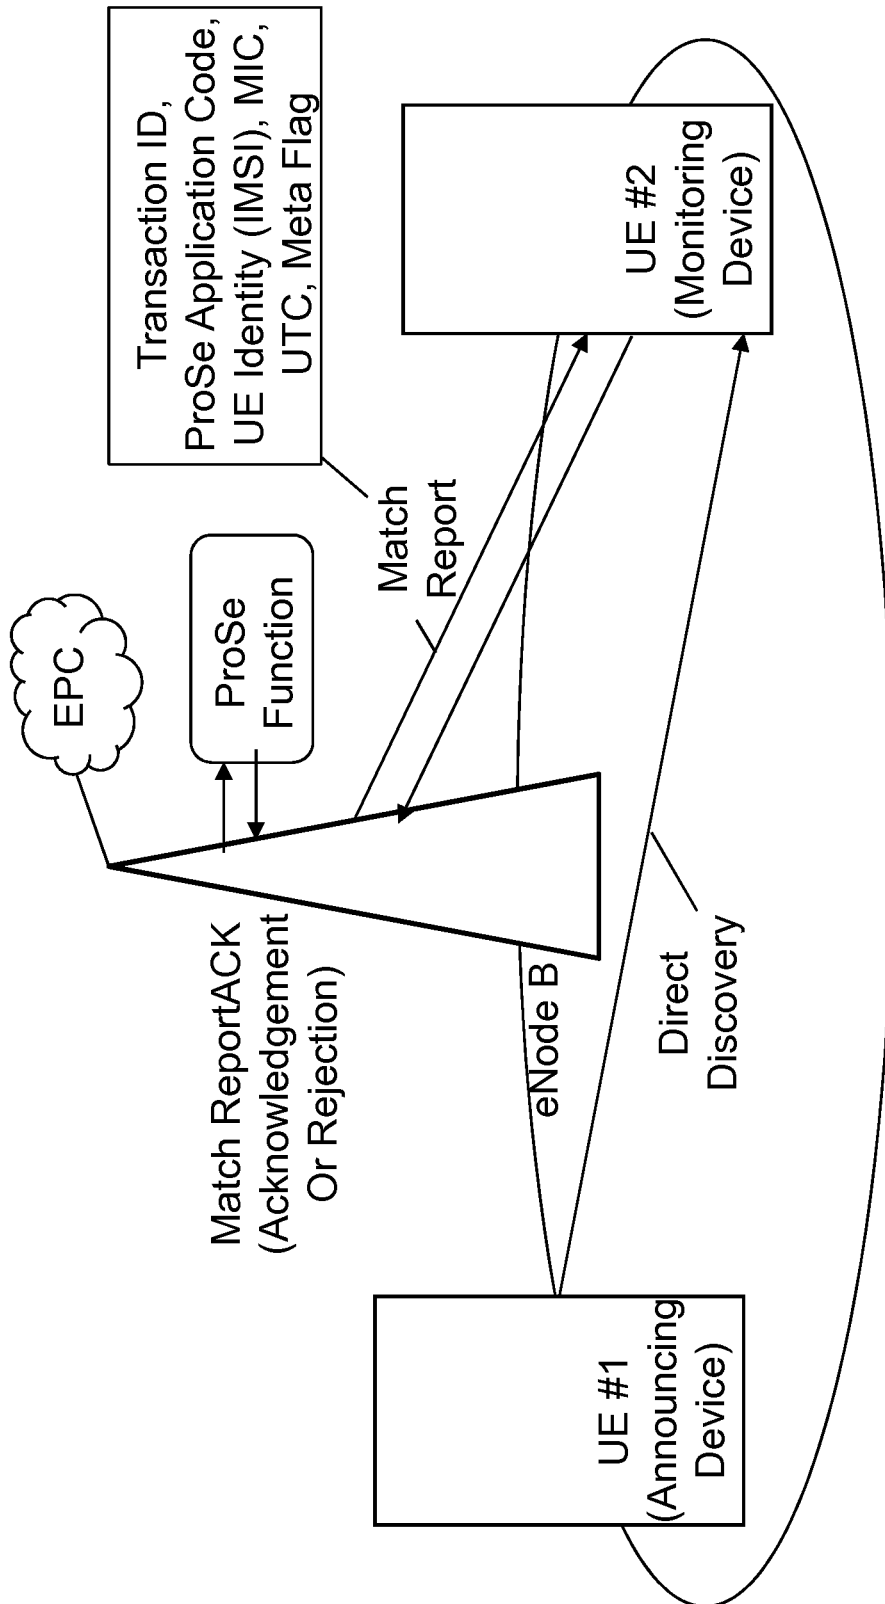 EPC
ProSe
Function
Transaction ID,
ProSe Application Code,
UE Identity (IMSI), MIC,
UTC, Meta Flag
Match ReportACK
(Acknowledgement
Or Rejection)
Match
Report
eNode B
UE #1
(Announcing
Device)
Direct
Discovery
UE #2
(Monitoring
Device)